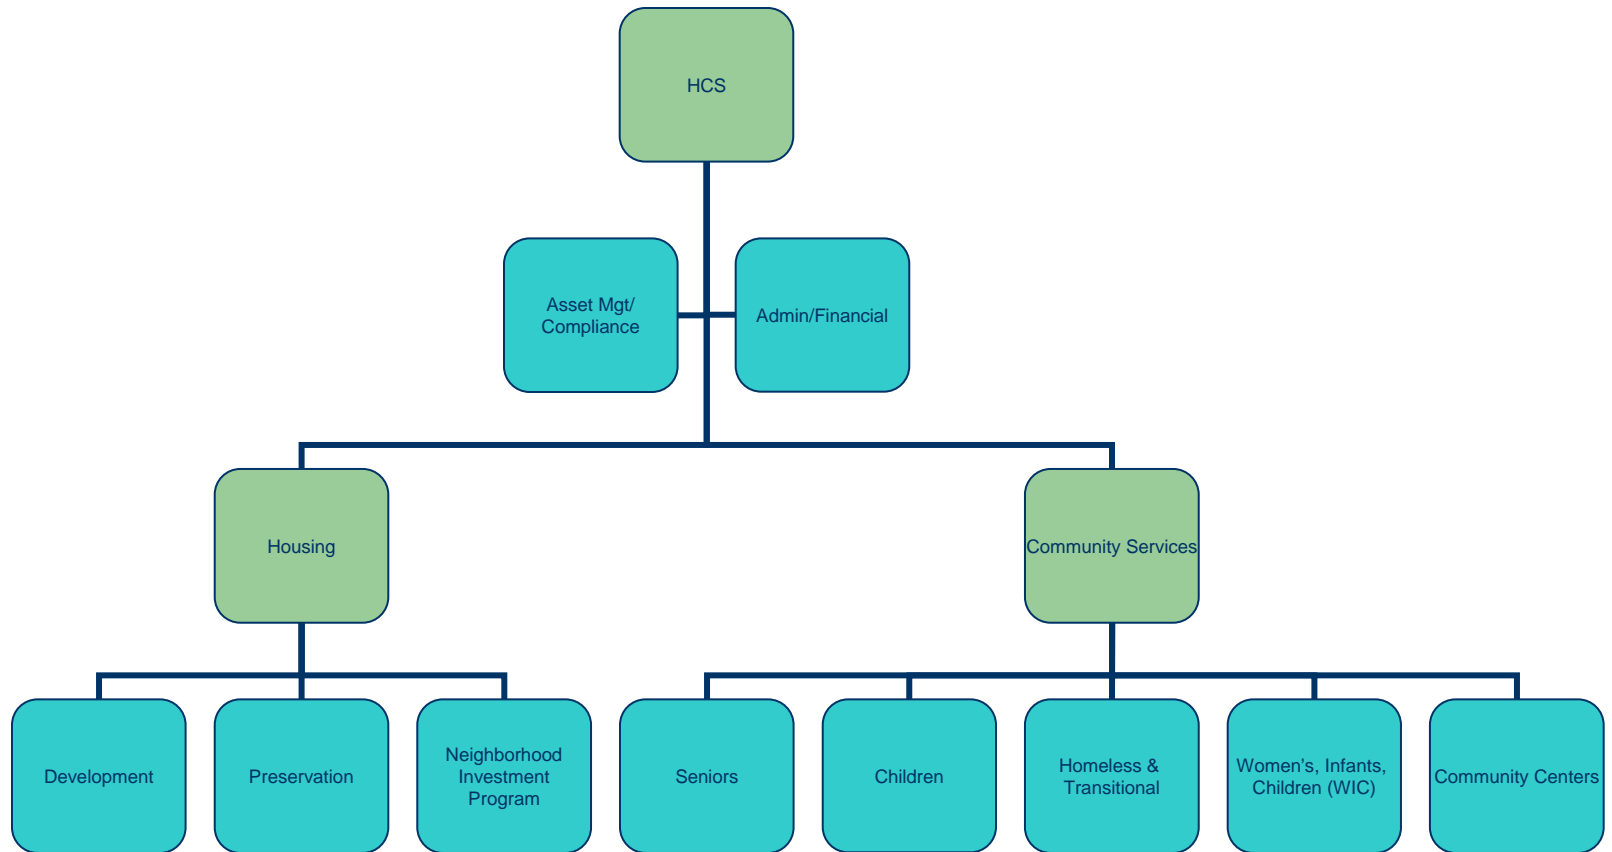 HCS
Asset Mgt/
Compliance
Admin/Financial
Housing
Community Services
Development
Preservation
Neighborhood
Investment
Program
Seniors
Children
Homeless &
Transitional
Women's, Infants,
Children (WIC)
Community Centers